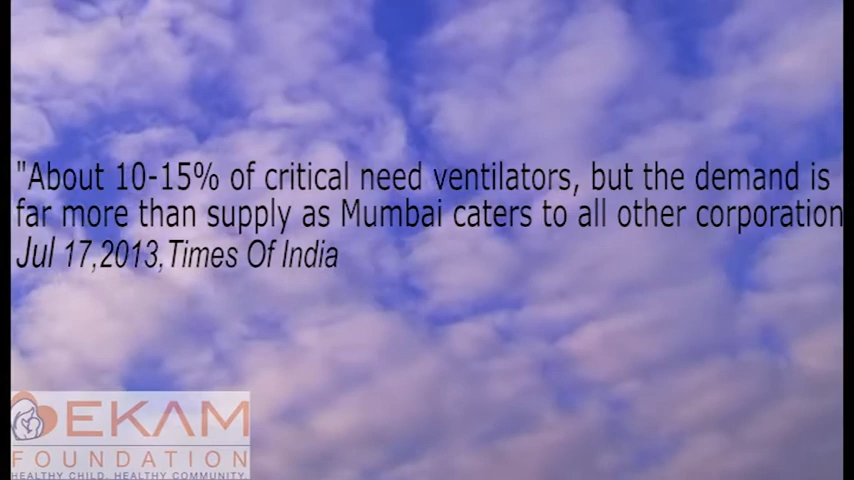 "About 10-15% of critical need ventilators, but the demand is
far more than supply as Mumbai caters to all other corporation
Jul 17,2013,Times Of India
EKAM
FOUNDATION
HEALTHY CHILD. HEALTHY COMMUNITY.